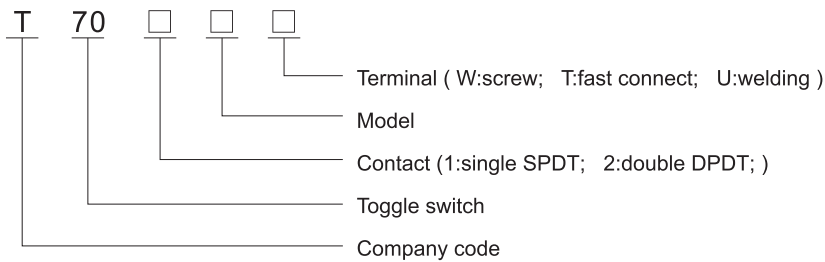 T 70 □ □ □
Terminal ( W:screw; T:fast connect; U:welding )
Model
Contact (1:single SPDT; 2:double DPDT; )
Toggle switch
Company code